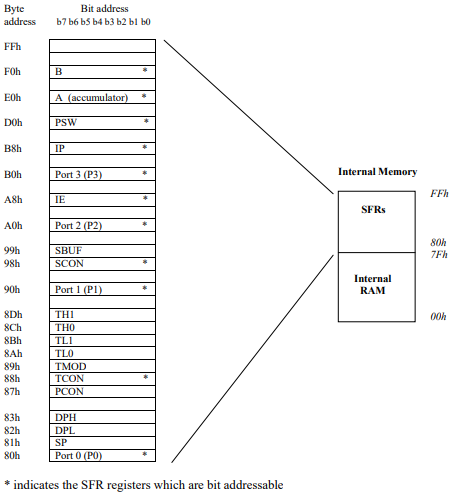 Byte Bit address
address b7 b6 b5 b4 b3 b2 b1 b0
FFh
F0h B *
E0h A (accumulator) *
D0h PSW *
B8h IP *
B0h Port 3 (P3) *
A8h IE *
A0h Port 2 (P2) *
99h SBUF
98h SCON *
90h Port 1 (P1) *
8Dh TH1
8Ch TH0
8Bh TL1
8Ah TL0
89h TMOD
88h TCON *
87h PCON
83h DPH
82h DPL
81h SP
80h Port 0 (P0) *
Internal Memory
FFh
SFRs
80h
7Fh
Internal
RAM
00h
* indicates the SFR registers which are bit addressable